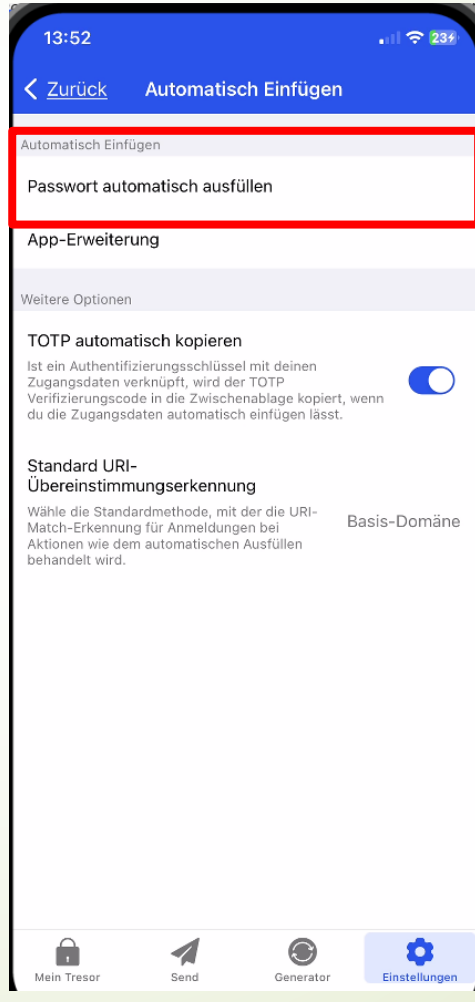 13:52
23
Zurück Automatisch Einfügen
Automatisch Einfügen
Passwort automatisch ausfüllen
App-Erweiterung
Weitere Optionen
TOTP automatisch kopieren
Ist ein Authentifizierungsschlüssel mit deinen
Zugangsdaten verknüpft, wird der TOTP
Verifizierungscode in die Zwischenablage kopiert, wenn
du die Zugangsdaten automatisch einfügen lässt.
Standard URI-
Übereinstimmungserkennung
Wähle die Standardmethode, mit der die URI-
Match-Erkennung für Anmeldungen bei
Aktionen wie dem automatischen Ausfüllen
behandelt wird.
Basis-Domäne
Mein Tresor Send Generator Einstellungen